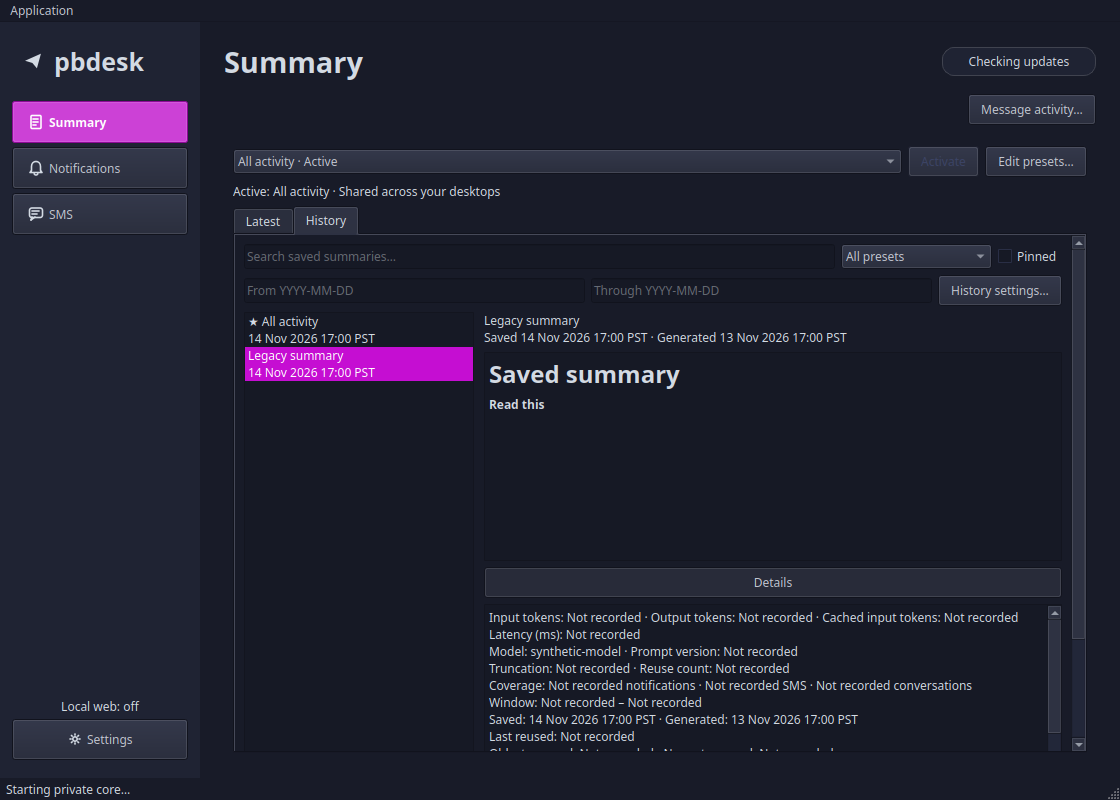 Application
pbdesk
Summary
Checking updates
Message activity...
Summary
Notifications
SMS
All activity · Active
Activate
Edit presets...
Active: All activity · Shared across your desktops
Latest
History
Search saved summaries...
All presets
Pinned
From YYYY-MM-DD
Through YYYY-MM-DD
History settings...
★ All activity
14 Nov 2026 17:00 PST
Legacy summary
14 Nov 2026 17:00 PST
Legacy summary
Saved 14 Nov 2026 17:00 PST · Generated 13 Nov 2026 17:00 PST
Saved summary
Read this
Details
Input tokens: Not recorded · Output tokens: Not recorded · Cached input tokens: Not recorded
Latency (ms): Not recorded
Model: synthetic-model · Prompt version: Not recorded
Truncation: Not recorded · Reuse count: Not recorded
Coverage: Not recorded notifications · Not recorded SMS · Not recorded conversations
Window: Not recorded – Not recorded
Saved: 14 Nov 2026 17:00 PST · Generated: 13 Nov 2026 17:00 PST
Last reused: Not recorded
Local web: off
Settings
Starting private core...